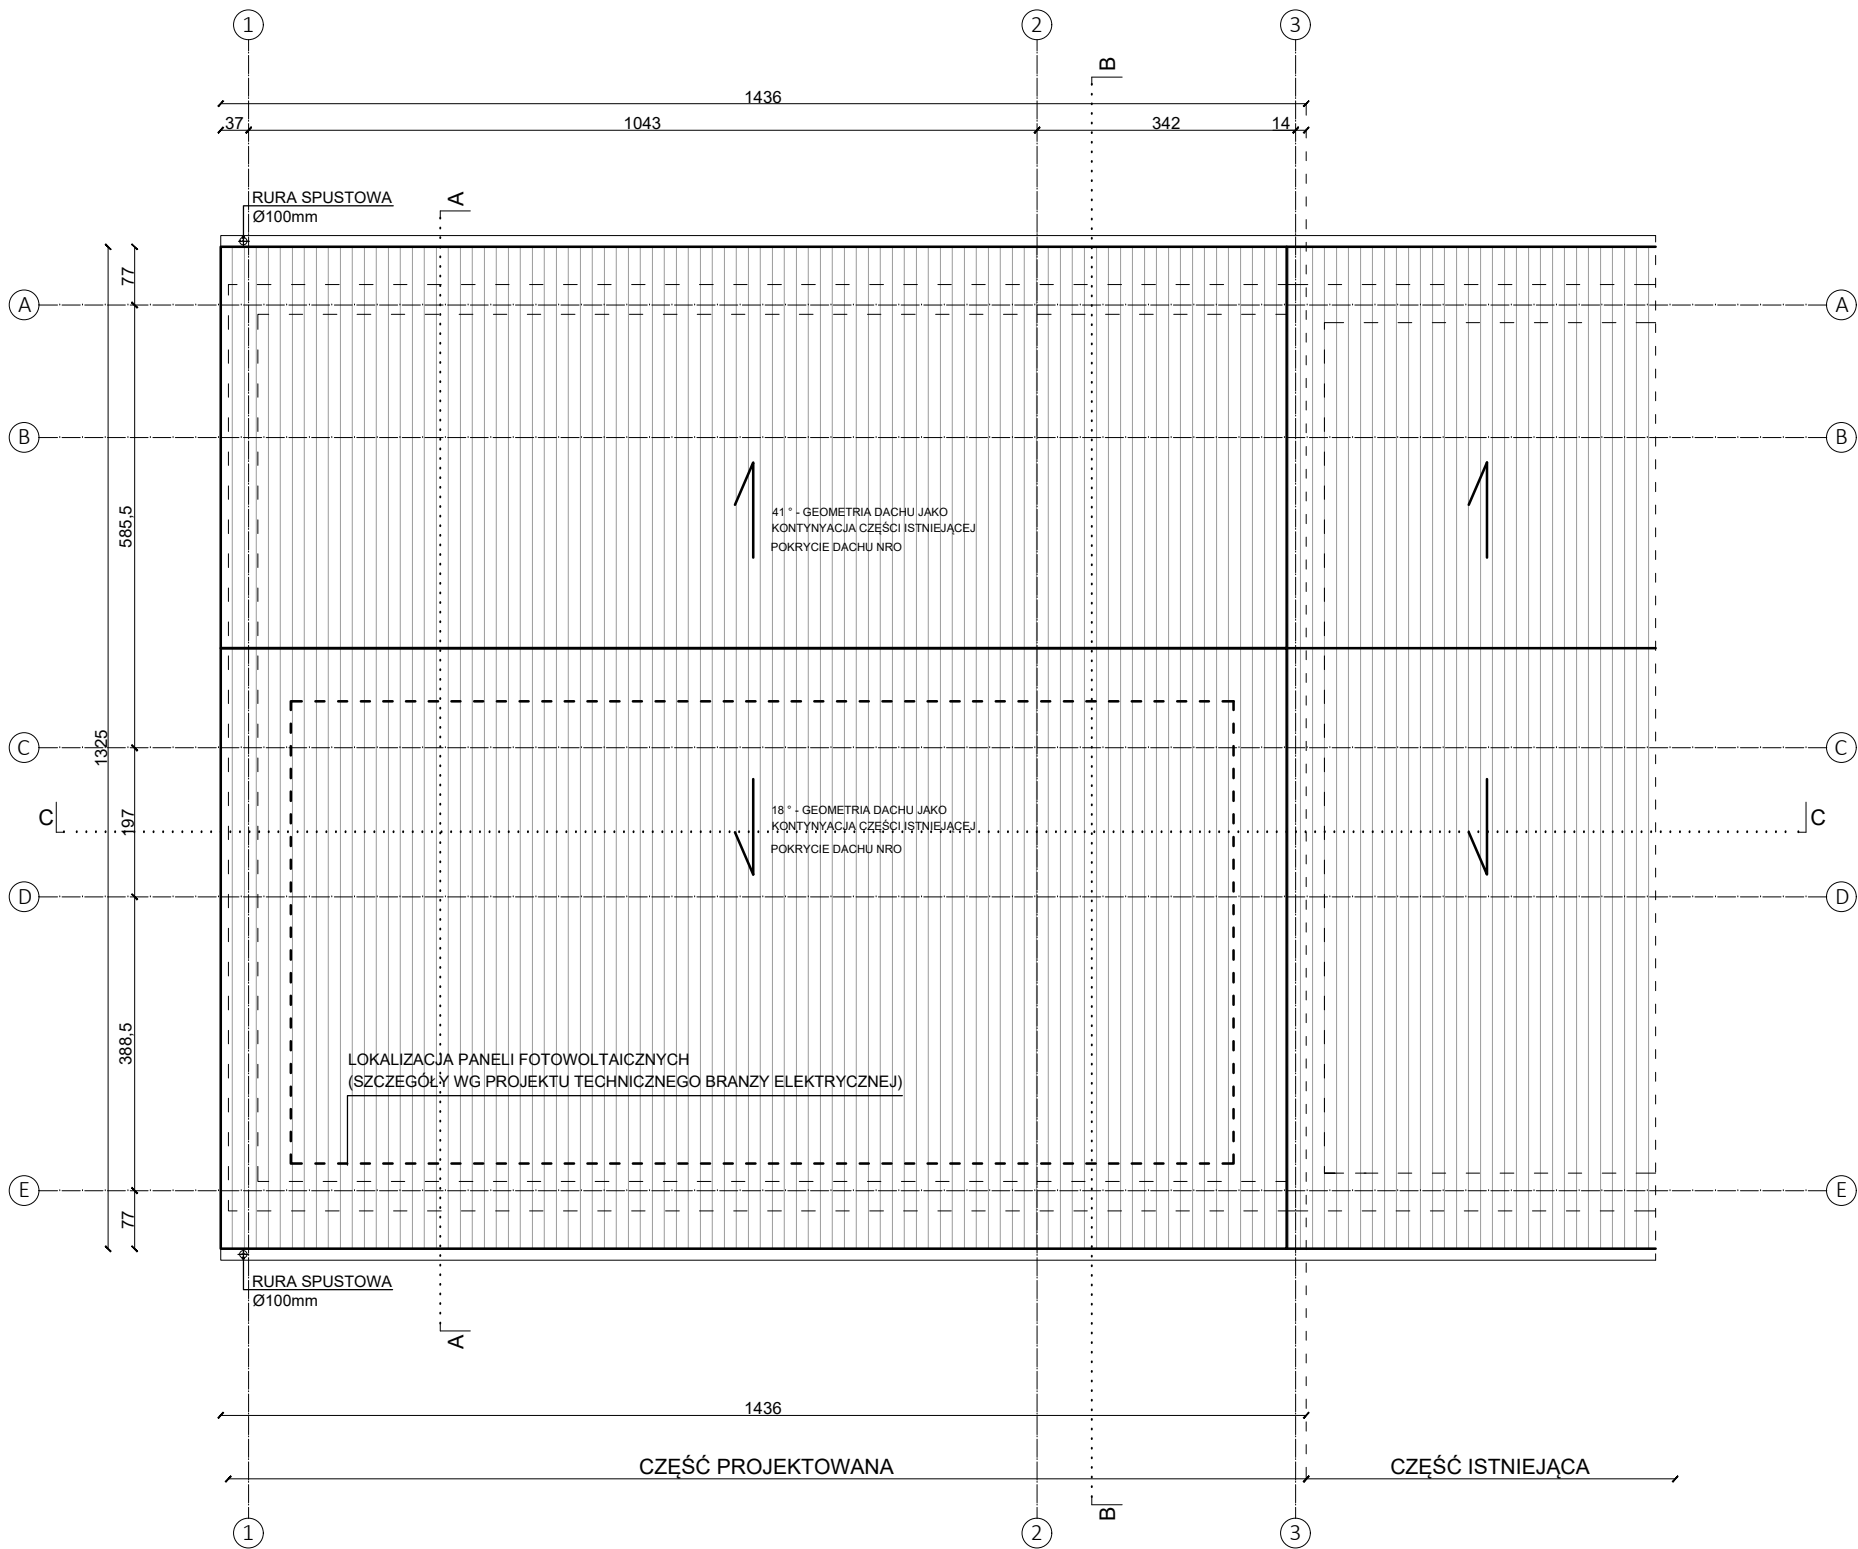 1
2
3
B
1436
37
1043
342
14
RURA SPUSTOWA
Ø100mm
A
77
A
A
B
B
585,5
41 ° - GEOMETRIA DACHU JAKO
KONTYNYACJA CZĘŚCI ISTNIEJĄCEJ
POKRYCIE DACHU NRO
C
C
1325
C
197
18 ° - GEOMETRIA DACHU JAKO
KONTYNYACJA CZĘŚCI ISTNIEJĄCEJ
POKRYCIE DACHU NRO
C
D
D
388,5
LOKALIZACJA PANELI FOTOWOLTAICZNYCH
(SZCZEGÓŁY WG PROJEKTU TECHNICZNEGO BRANZY ELEKTRYCZNEJ)
E
E
77
RURA SPUSTOWA
Ø100mm
A
1436
CZĘŚĆ PROJEKTOWANA
CZĘŚĆ ISTNIEJĄCA
B
1
2
3